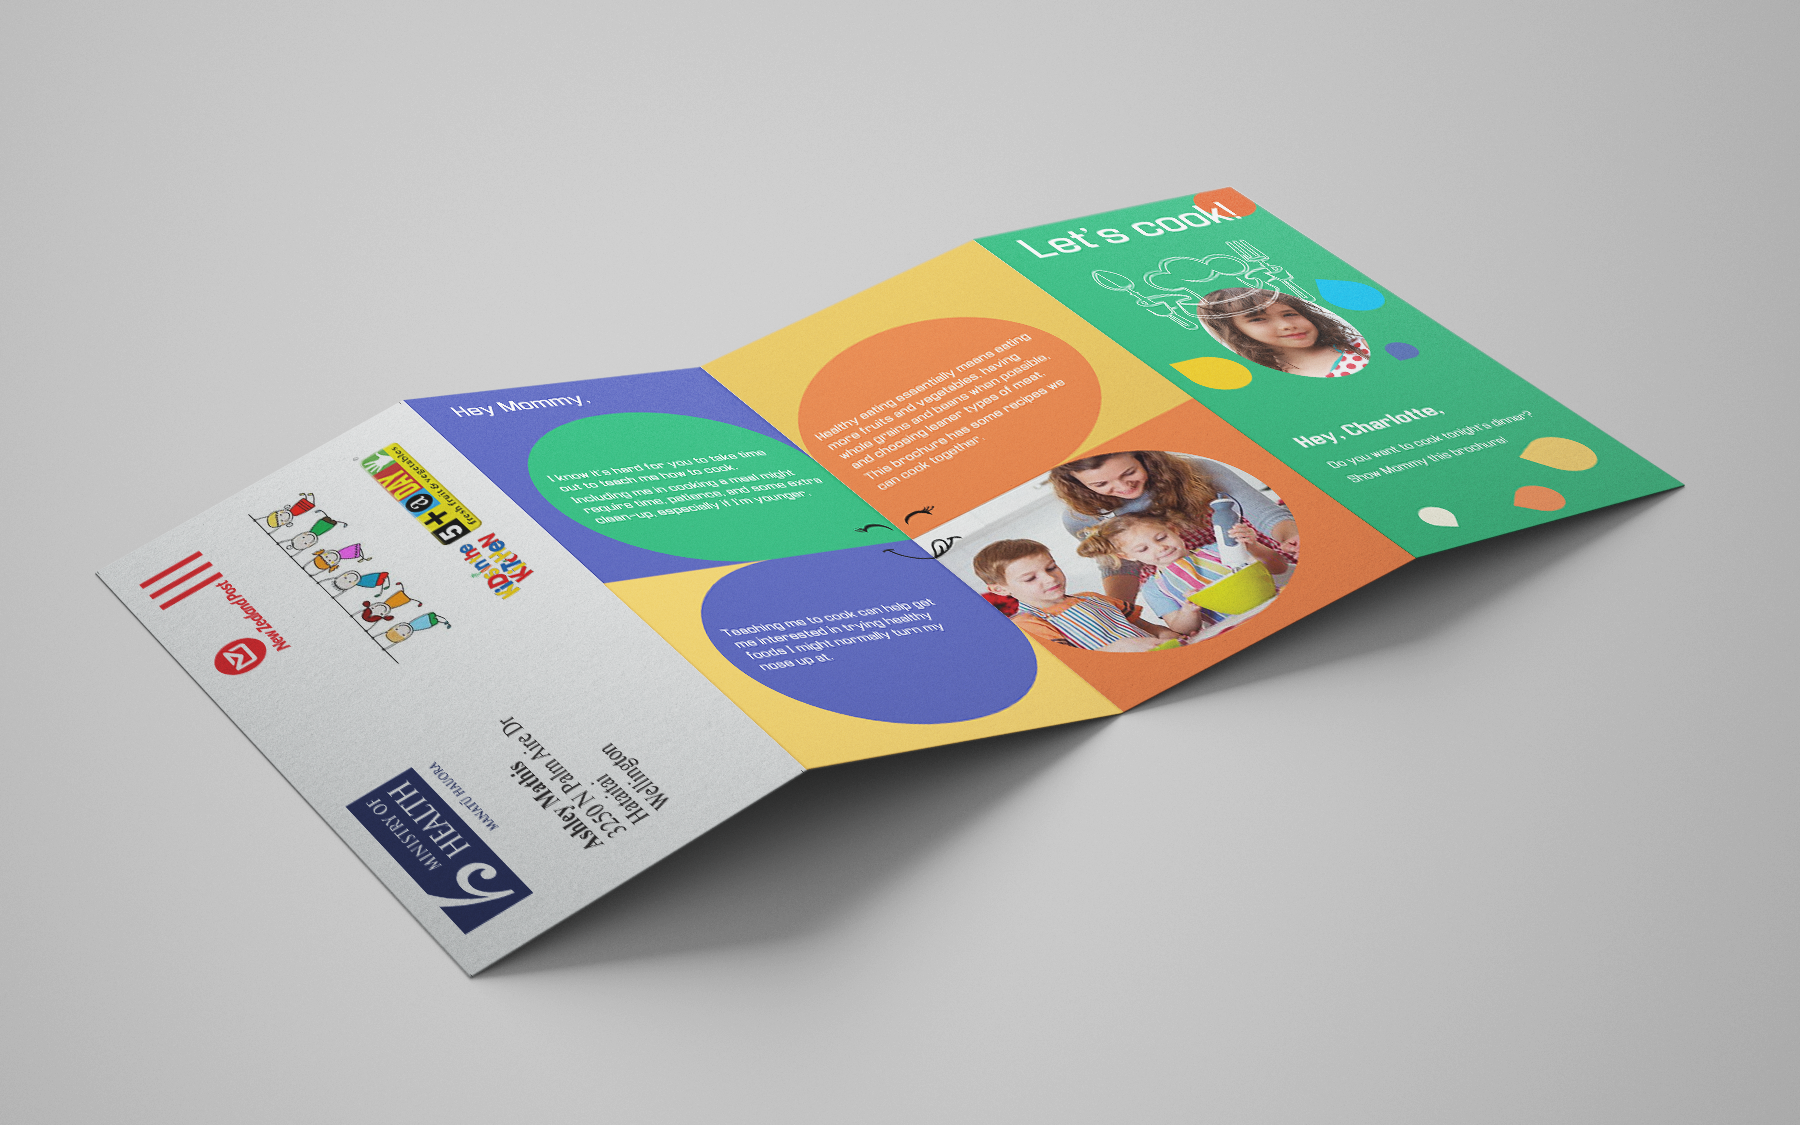 Let's cook!
Hey, Charlotte,
Do you want to cook tonight's dinner?
Show Mommy this brochure!
Healthy eating essentially means eating
more fruits and vegetables, having
whole grains and beans when possible,
and chosing leaner types of meat.
This brochure has some recipes we
can cook together.
Hey Mommy,
I know it's hard for you to take time
out to teach me how to cook.
Including me in cooking a meal might
require time, patience, and some extra
clean-up, especially if I'm younger.
Teaching me to cook can help get
me interested in trying healthy
foods I might normally turn my
nose up at.
5+ a DAY
fresh fruit & vegetables
KiDs in the
KiTCHeN
New Zealand Post
Ashley Mathis
3250 N Palm Aire Dr
Hataitai
Wellington
MINISTRY OF
HEALTH
MANATŪ HAUORA